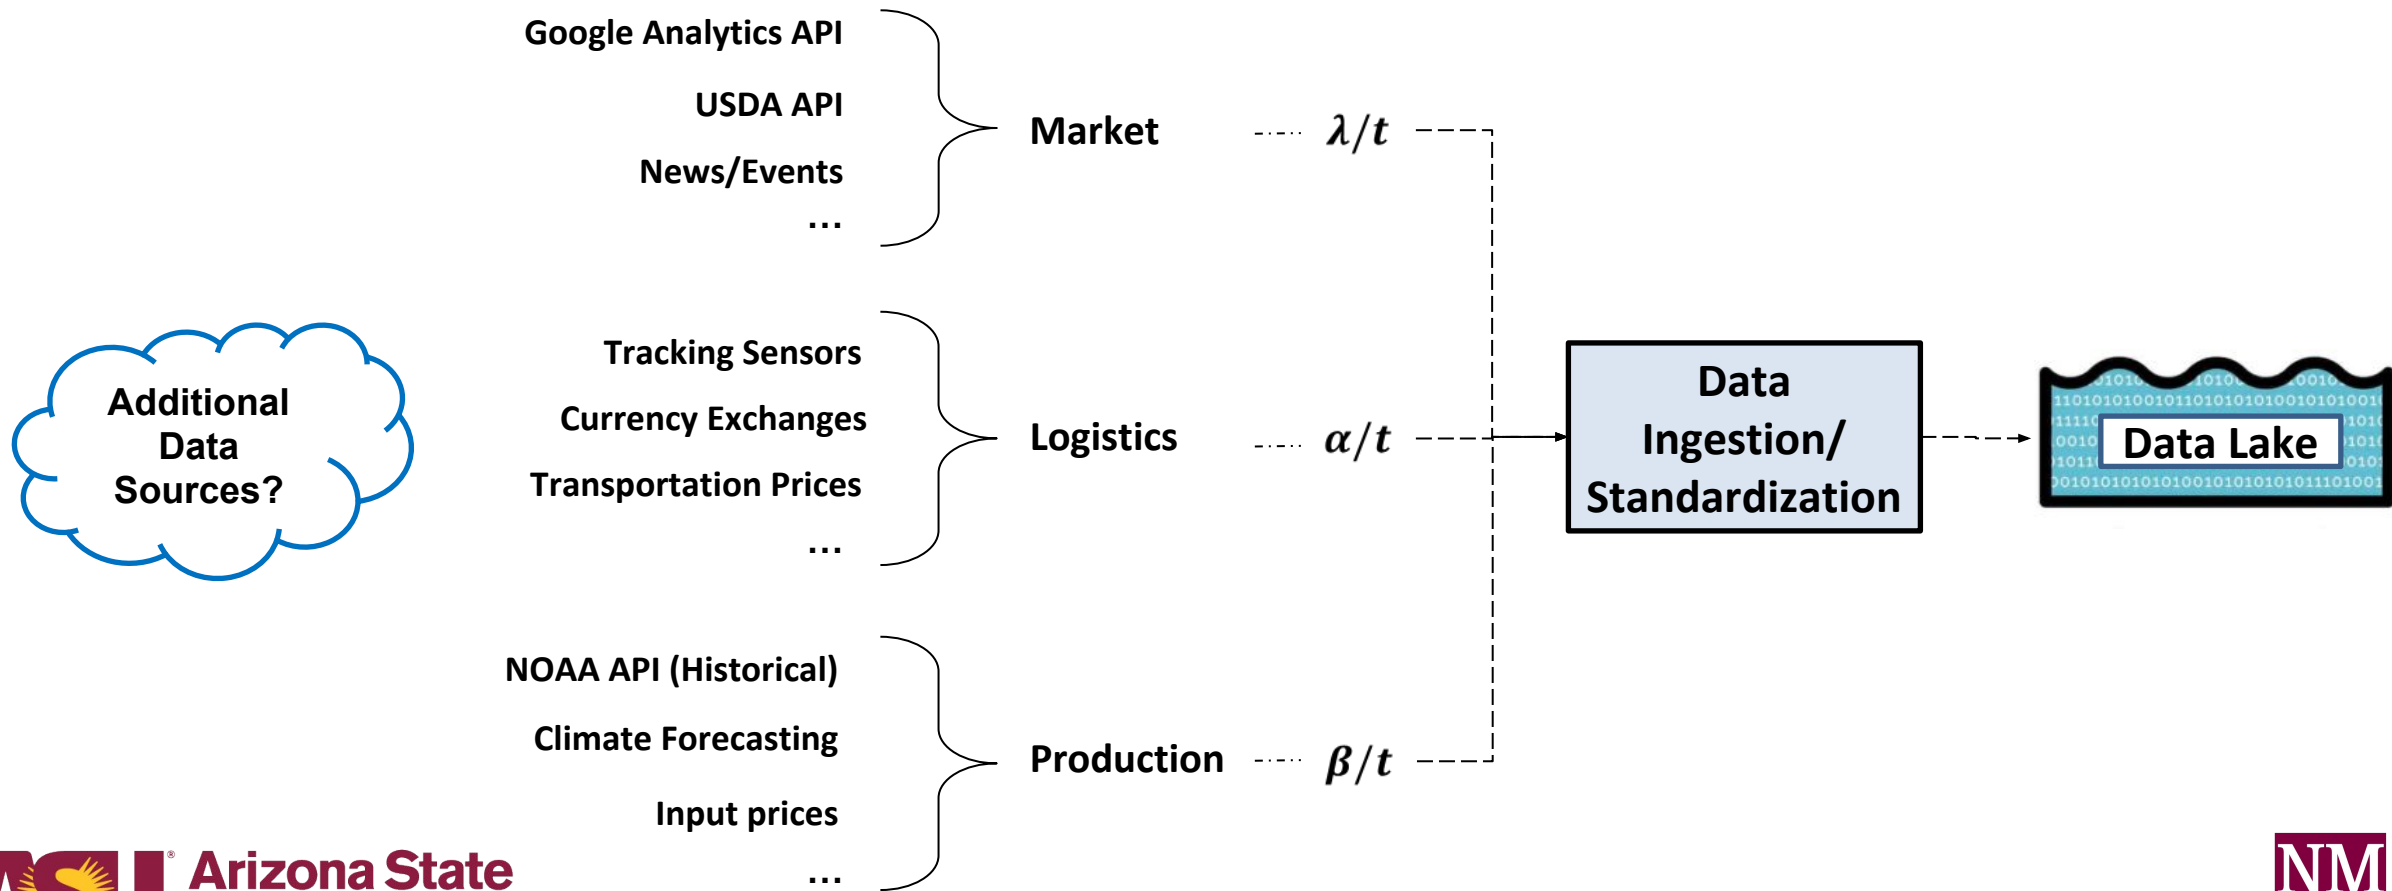 Google Analytics API
USDA API
News/Events
...
Market
λ/t
Additional
Data
Sources?
Tracking Sensors
Currency Exchanges
Transportation Prices
...
Logistics
α/t
Data
Ingestion/
Standardization
Data Lake
NOAA API (Historical)
Climate Forecasting
Input prices
...
Production
β/t
ASU® Arizona State
NM